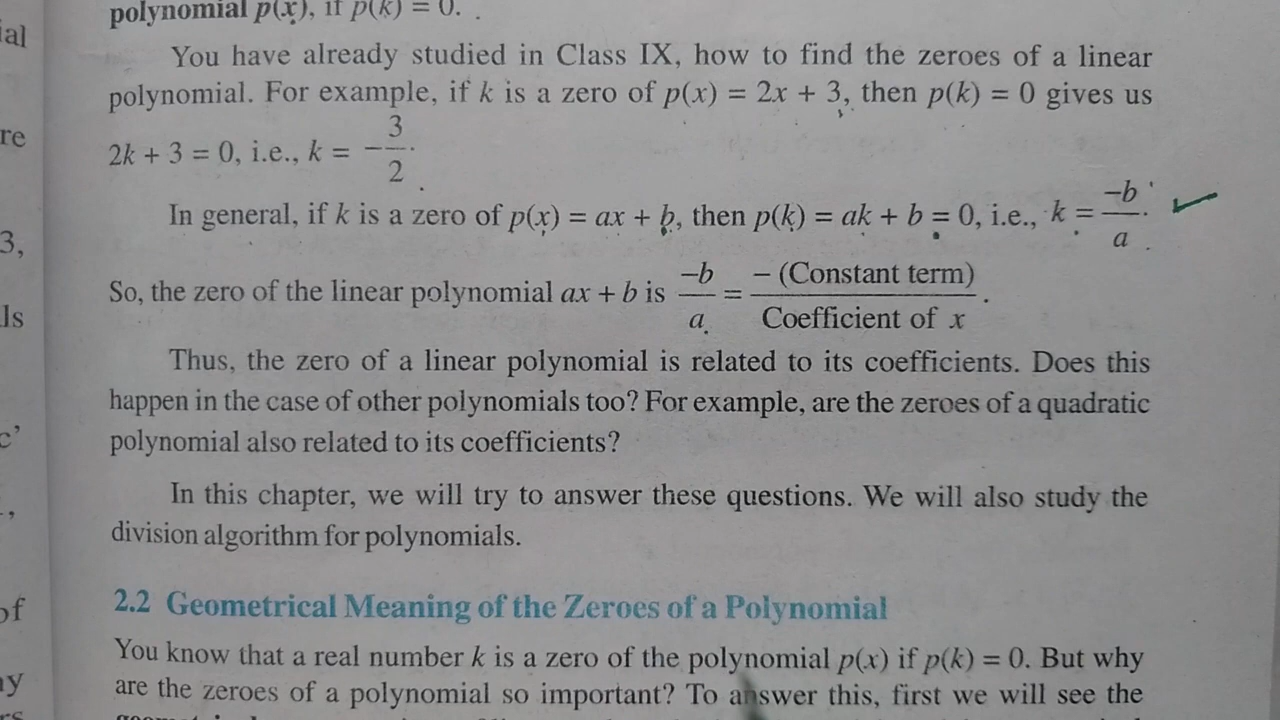 polynomial p(x), if p(k) = 0.
ial
You have already studied in Class IX, how to find the zeroes of a linear
polynomial. For example, if k is a zero of p(x) = 2x + 3, then p(k) = 0 gives us
re
2k + 3 = 0, i.e., k = -3/2.
In general, if k is a zero of p(x) = ax + b, then p(k) = ak + b = 0, i.e., k = -b/a.
3,
So, the zero of the linear polynomial ax + b is -b/a = - (Constant term)/Coefficient of x.
ls
Thus, the zero of a linear polynomial is related to its coefficients. Does this
happen in the case of other polynomials too? For example, are the zeroes of a quadratic
c’
polynomial also related to its coefficients?
In this chapter, we will try to answer these questions. We will also study the
division algorithm for polynomials.
of
2.2 Geometrical Meaning of the Zeroes of a Polynomial
You know that a real number k is a zero of the polynomial p(x) if p(k) = 0. But why
are the zeroes of a polynomial so important? To answer this, first we will see the